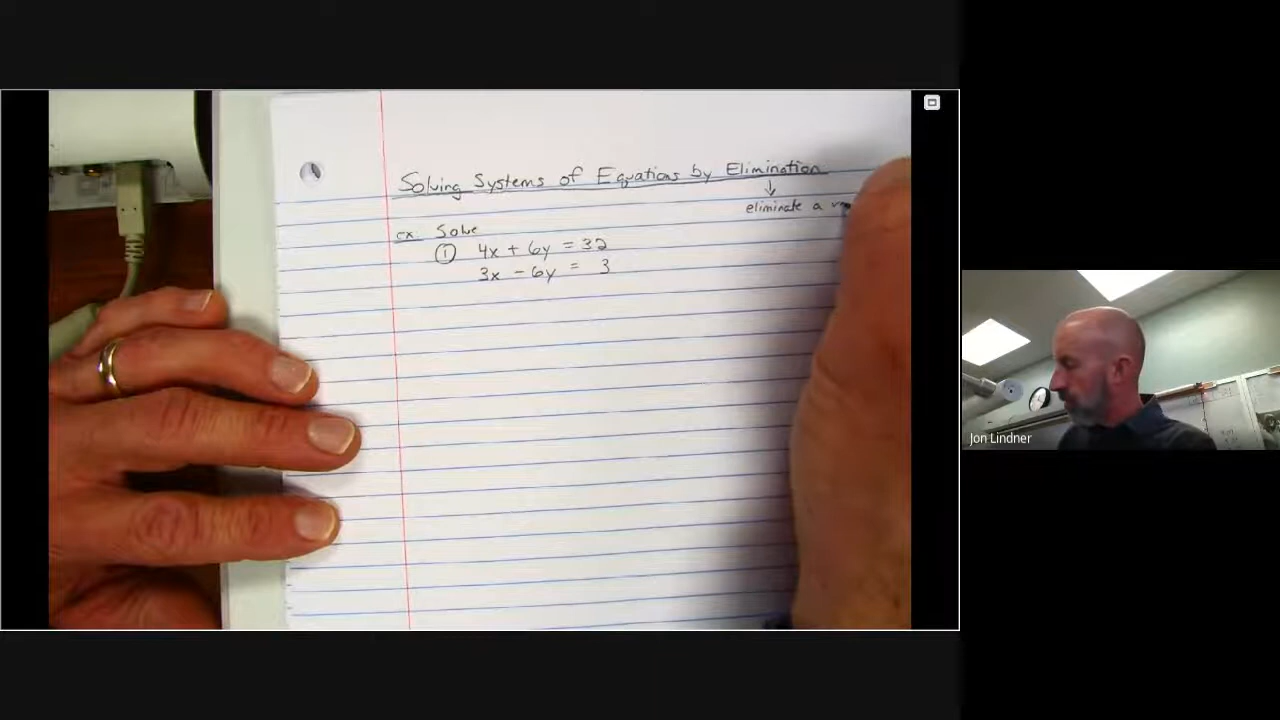 Solving Systems of Equations by Elimination
↓
eliminate a
ex Solve
① 4x + 6y = 32
3x - 6y = 3
Jon Lindner